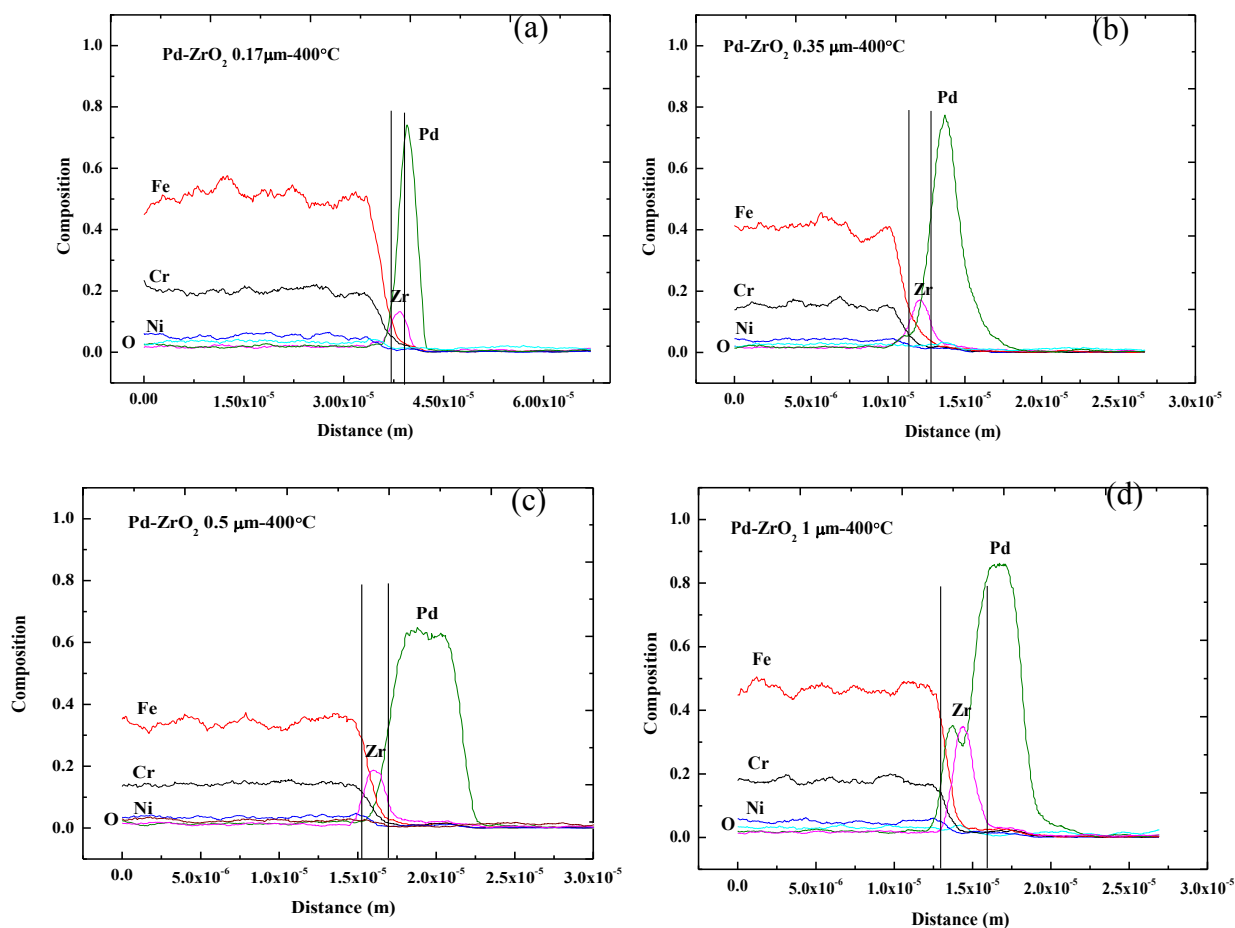 (a)
Pd-ZrO2 0.17μm-400°C
1.0
0.8
0.6
0.4
0.2
0.0
Composition
Fe
Cr
Ni
O
Zr
Pd
0.00 1.50x10-5 3.00x10-5 4.50x10-5 6.00x10-5
Distance (m)
(b)
Pd-ZrO2 0.35 μm-400°C
1.0
0.8
0.6
0.4
0.2
0.0
Composition
Fe
Cr
Ni
O
Zr
Pd
0.0 5.0x10-6 1.0x10-5 1.5x10-5 2.0x10-5 2.5x10-5 3.0x10-5
Distance (m)
(c)
Pd-ZrO2 0.5 μm-400°C
1.0
0.8
0.6
0.4
0.2
0.0
Composition
Fe
Cr
Ni
O
Zr
Pd
0.0 5.0x10-6 1.0x10-5 1.5x10-5 2.0x10-5 2.5x10-5 3.0x10-5
Distance (m)
(d)
Pd-ZrO2 1 μm-400°C
1.0
0.8
0.6
0.4
0.2
0.0
Composition
Fe
Cr
Ni
O
Zr
Pd
0.0 5.0x10-6 1.0x10-5 1.5x10-5 2.0x10-5 2.5x10-5 3.0x10-5
Distance (m)